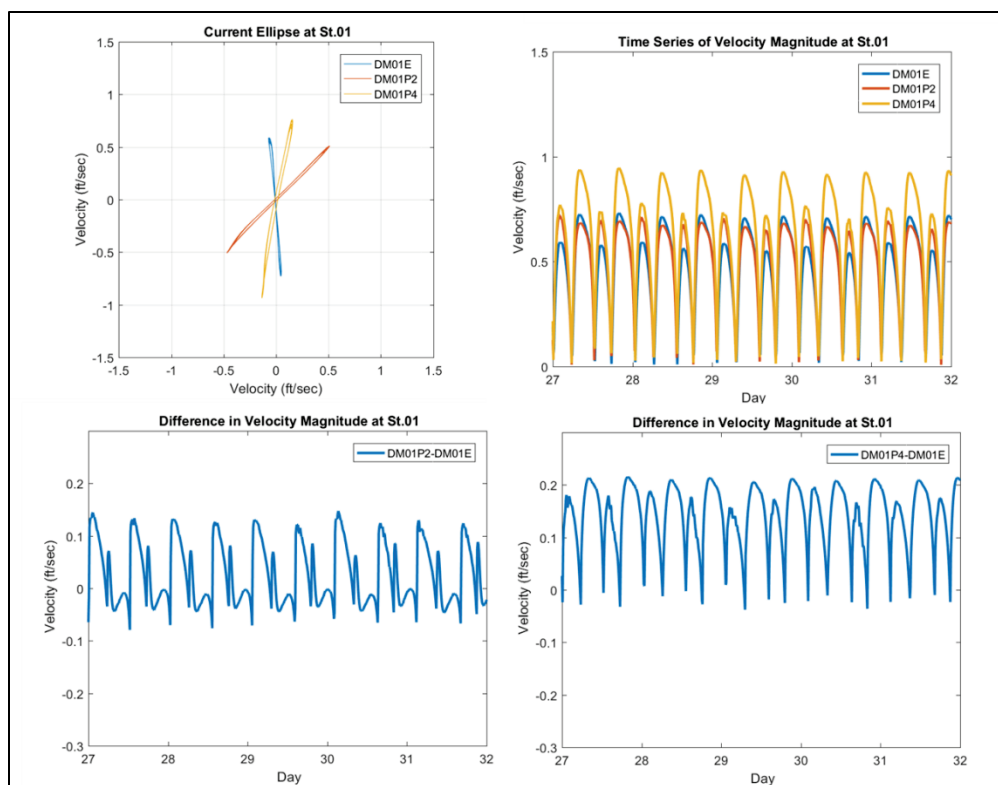 Current Ellipse at St.01
1.5
1
0.5
0
-0.5
-1
-1.5
Velocity (ft/sec)
DM01E
DM01P2
DM01P4
-1.5 -1 -0.5 0 0.5 1 1.5
Velocity (ft/sec)
Time Series of Velocity Magnitude at St.01
1.5
1
0.5
0
Velocity (ft/sec)
DM01E
DM01P2
DM01P4
27 28 29 30 31 32
Day
Difference in Velocity Magnitude at St.01
0.2
0.1
0
-0.1
-0.2
-0.3
Velocity (ft/sec)
DM01P2-DM01E
27 28 29 30 31 32
Day
Difference in Velocity Magnitude at St.01
0.2
0.1
0
-0.1
-0.2
-0.3
Velocity (ft/sec)
DM01P4-DM01E
27 28 29 30 31 32
Day